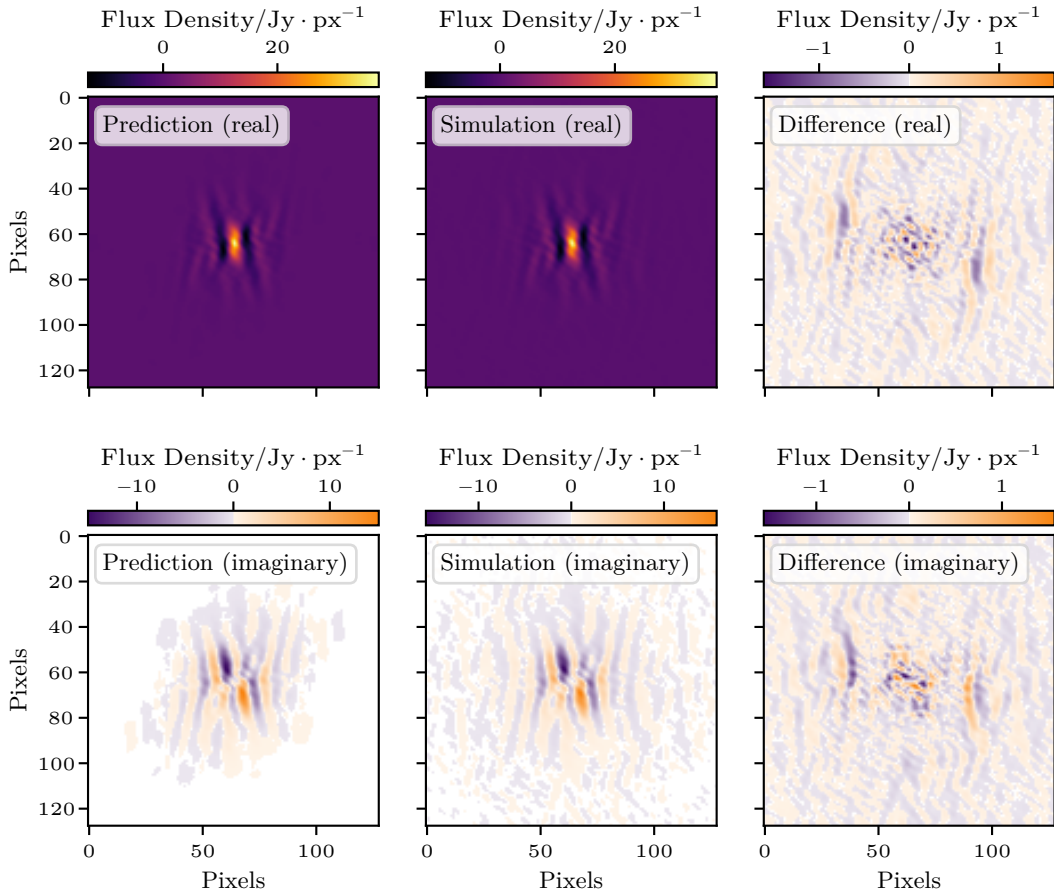 Flux Density/Jy · px⁻¹ Flux Density/Jy · px⁻¹ Flux Density/Jy · px⁻¹
0 20 0 20 −1 0 1
Prediction (real) Simulation (real) Difference (real)
0
20
40
60
80
100
120
Pixels
Flux Density/Jy · px⁻¹ Flux Density/Jy · px⁻¹ Flux Density/Jy · px⁻¹
−10 0 10 −10 0 10 −1 0 1
Prediction (imaginary) Simulation (imaginary) Difference (imaginary)
0
20
40
60
80
100
120
Pixels
0 100 0 100 0 50 100
Pixels Pixels Pixels